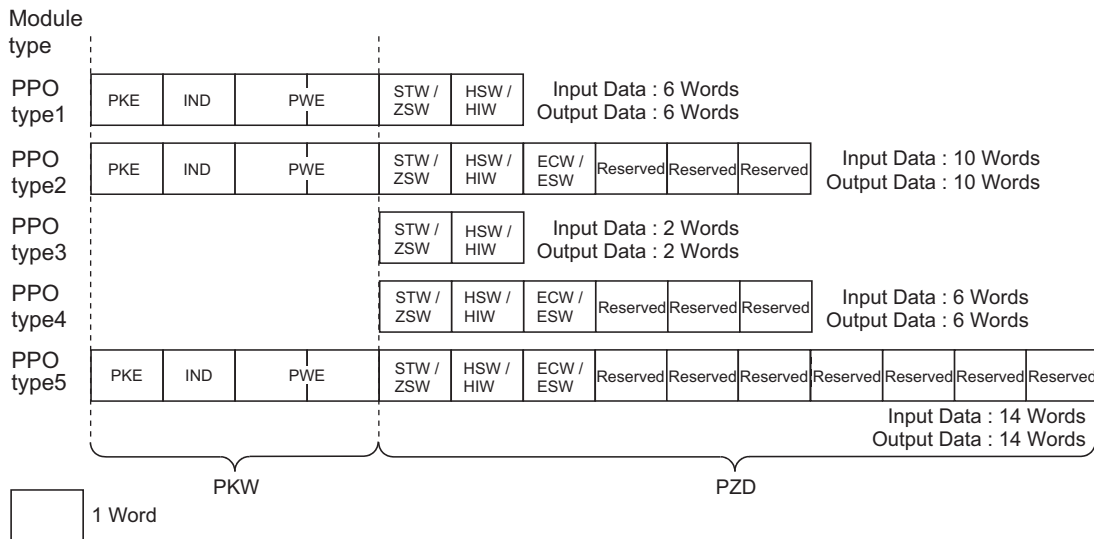 Module
type
PPO
type1
PKE
IND
PWE
STW /
ZSW
HSW /
HIW
Input Data : 6 Words
Output Data : 6 Words
PPO
type2
PKE
IND
PWE
STW /
ZSW
HSW /
HIW
ECW /
ESW
Reserved
Reserved
Reserved
Input Data : 10 Words
Output Data : 10 Words
PPO
type3
STW /
ZSW
HSW /
HIW
Input Data : 2 Words
Output Data : 2 Words
PPO
type4
STW /
ZSW
HSW /
HIW
ECW /
ESW
Reserved
Reserved
Reserved
Input Data : 6 Words
Output Data : 6 Words
PPO
type5
PKE
IND
PWE
STW /
ZSW
HSW /
HIW
ECW /
ESW
Reserved
Reserved
Reserved
Reserved
Reserved
Reserved
Reserved
Input Data : 14 Words
Output Data : 14 Words
PKW
PZD
1 Word